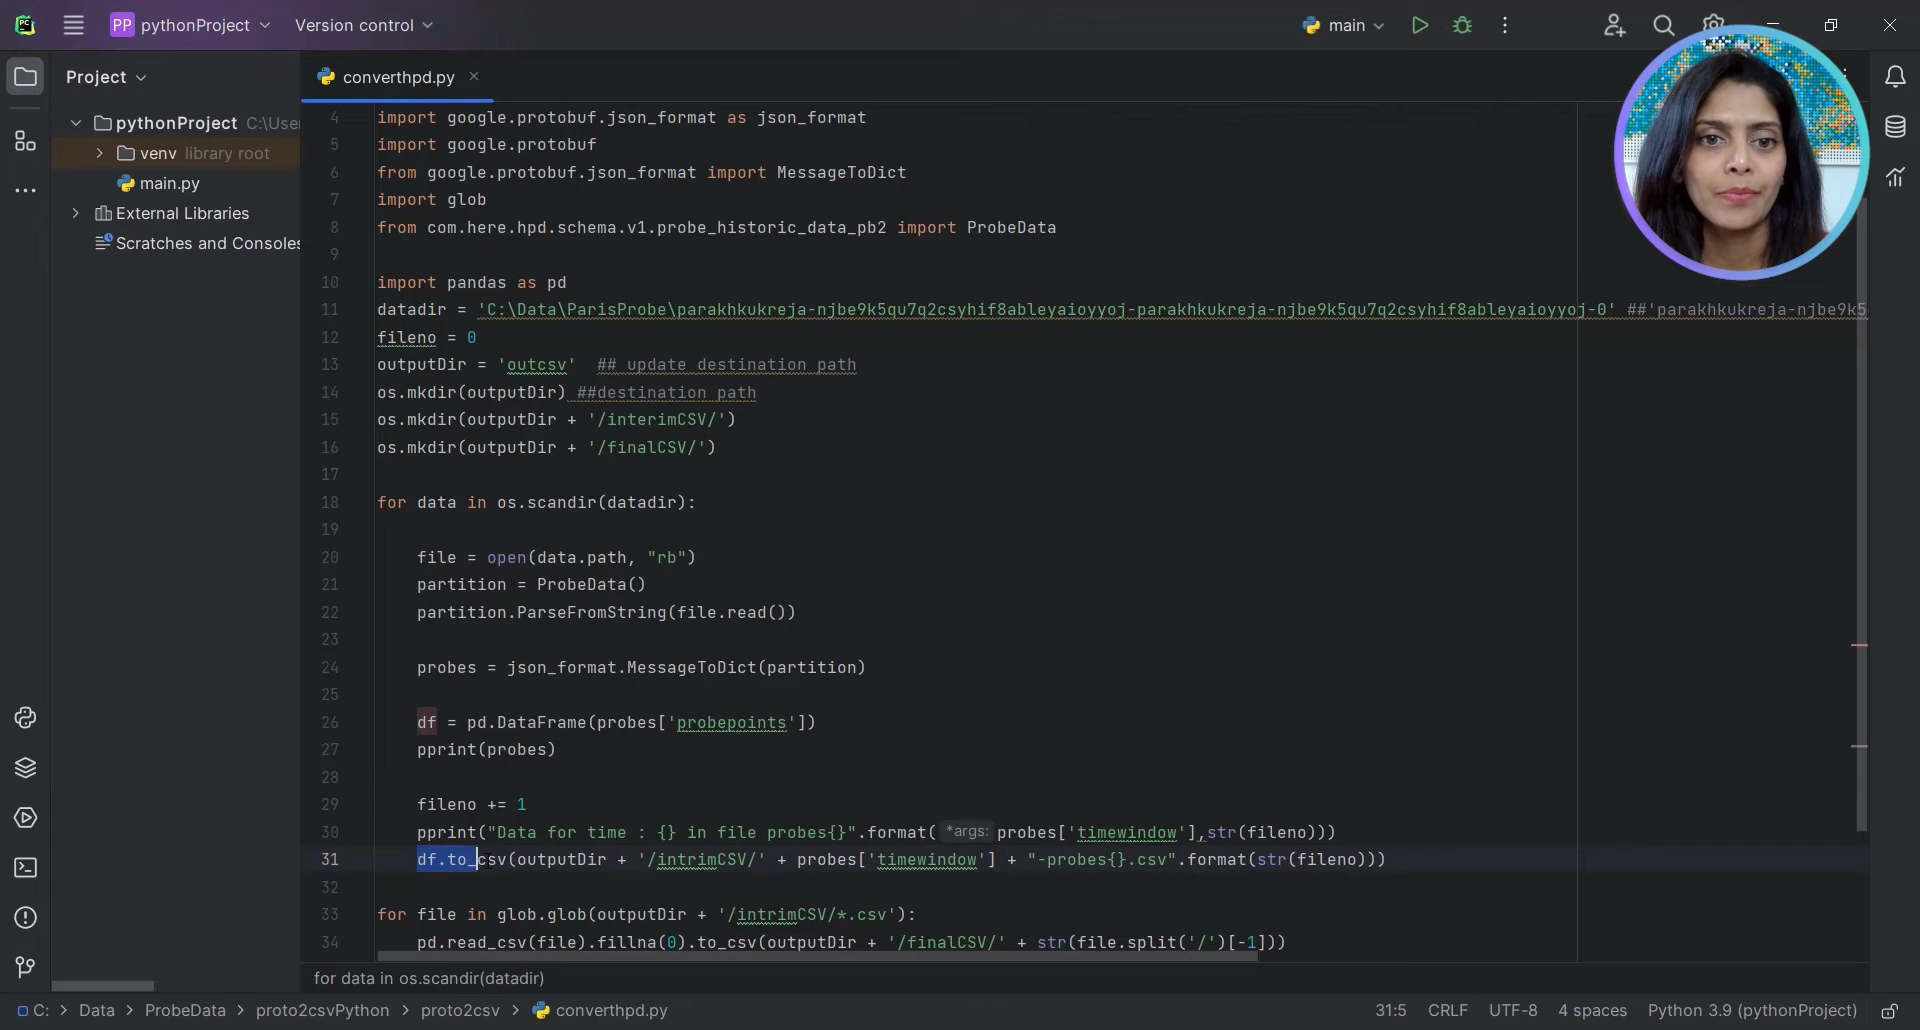 PC
PP pythonProject
Version control
main
Project
converthpd.py
pythonProject C:\User
venv library root
main.py
External Libraries
Scratches and Consoles
4 import google.protobuf.json_format as json_format
5 import google.protobuf
6 from google.protobuf.json_format import MessageToDict
7 import glob
8 from com.here.hpd.schema.v1.probe_historic_data_pb2 import ProbeData
9
10 import pandas as pd
11 datadir = 'C:\Data\ParisProbe\parakhkukreja-njbe9k5qu7q2csyhif8ableyaioyyoj-parakhkukreja-njbe9k5qu7q2csyhif8ableyaioyyoj-0' ##'parakhkukreja-njbe9k5
12 fileno = 0
13 outputDir = 'outcsv' ## update destination path
14 os.mkdir(outputDir) ##destination path
15 os.mkdir(outputDir + '/interimCSV/')
16 os.mkdir(outputDir + '/finalCSV/')
17
18 for data in os.scandir(datadir):
19
20 file = open(data.path, "rb")
21 partition = ProbeData()
22 partition.ParseFromString(file.read())
23
24 probes = json_format.MessageToDict(partition)
25
26 df = pd.DataFrame(probes['probepoints'])
27 pprint(probes)
28
29 fileno += 1
30 pprint("Data for time : {} in file probes{}".format( *args: probes['timewindow'],str(fileno)))
31 df.to_csv(outputDir + '/intrimCSV/' + probes['timewindow'] + "-probes{}.csv".format(str(fileno)))
32
33 for file in glob.glob(outputDir + '/intrimCSV/*.csv'):
34 pd.read_csv(file).fillna(0).to_csv(outputDir + '/finalCSV/' + str(file.split('/')[-1]))
for data in os.scandir(datadir)
C: > Data > ProbeData > proto2csvPython > proto2csv > converthpd.py
31:5 CRLF UTF-8 4 spaces Python 3.9 (pythonProject)